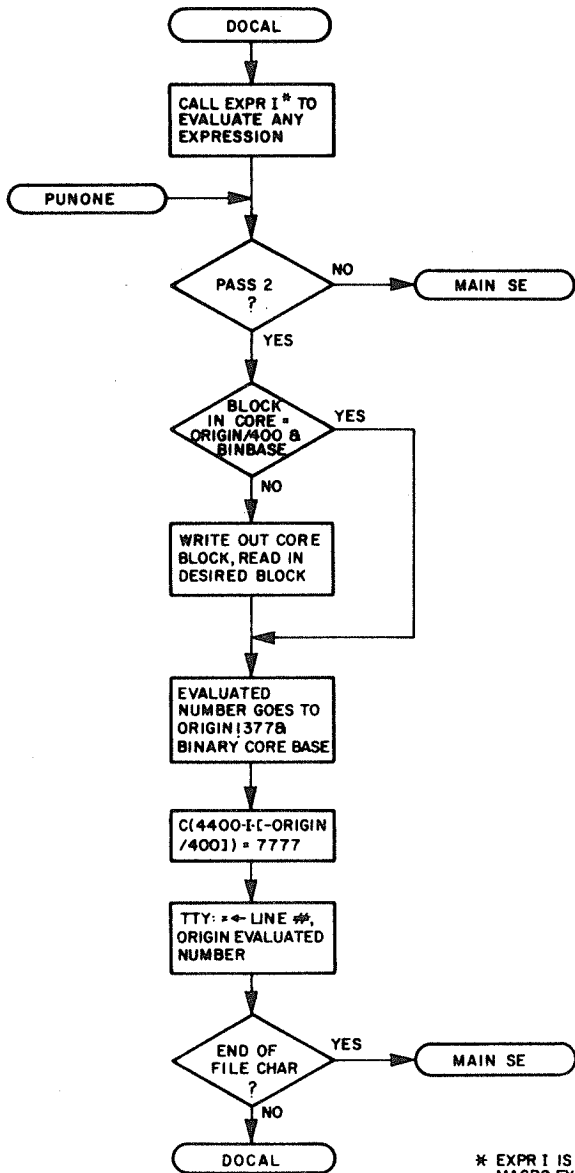 DOCAL
CALL EXPR I* TO
EVALUATE ANY
EXPRESSION
PUNONE
PASS 2
?
NO
MAIN SE
YES
BLOCK
IN CORE =
ORIGIN/400 &
BINBASE
YES
NO
WRITE OUT CORE
BLOCK, READ IN
DESIRED BLOCK
EVALUATED
NUMBER GOES TO
ORIGIN!377&
BINARY CORE BASE
C(4400-I-[-ORIGIN
/400]) = 7777
TTY: *← LINE #,
ORIGIN EVALUATED
NUMBER
END OF
FILE CHAR
?
YES
MAIN SE
NO
DOCAL
* EXPR I IS